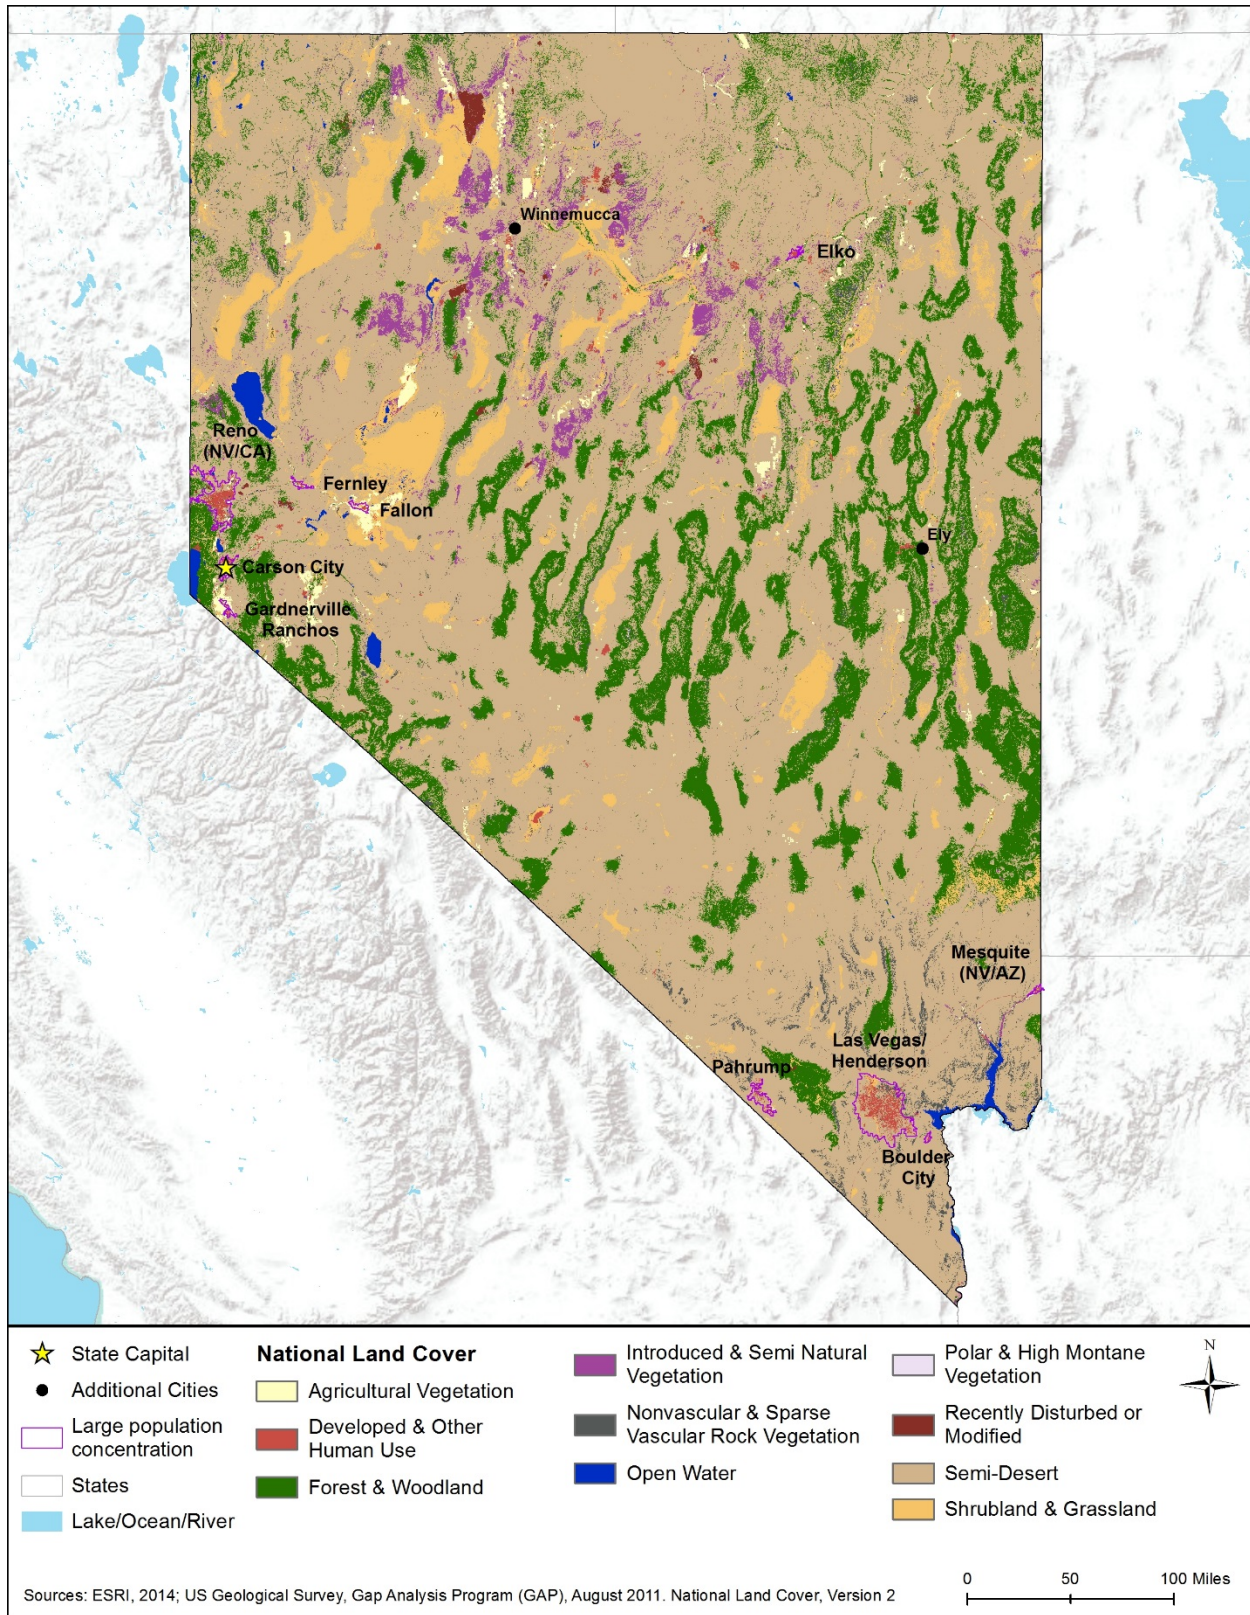 Winnemucca
Elko
Reno
(NV/CA)
Fernley
Fallon
Ely
Carson City
Gardnerville
Ranchos
Mesquite
(NV/AZ)
Las Vegas/
Henderson
Pahrump
Boulder
City
State Capital
Additional Cities
Large population
concentration
States
Lake/Ocean/River
National Land Cover
Agricultural Vegetation
Developed & Other
Human Use
Forest & Woodland
Introduced & Semi Natural
Vegetation
Nonvascular & Sparse
Vascular Rock Vegetation
Open Water
Polar & High Montane
Vegetation
Recently Disturbed or
Modified
Semi-Desert
Shrubland & Grassland
N
0 50 100 Miles
Sources: ESRI, 2014; US Geological Survey, Gap Analysis Program (GAP), August 2011. National Land Cover, Version 2